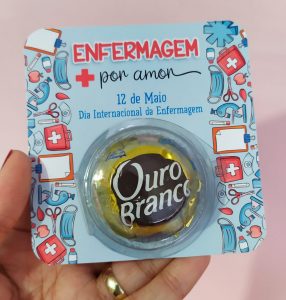 ENFERMAGEM
+ por amor
12 de Maio
Dia Internacional da Enfermagem
Ouro
Branco